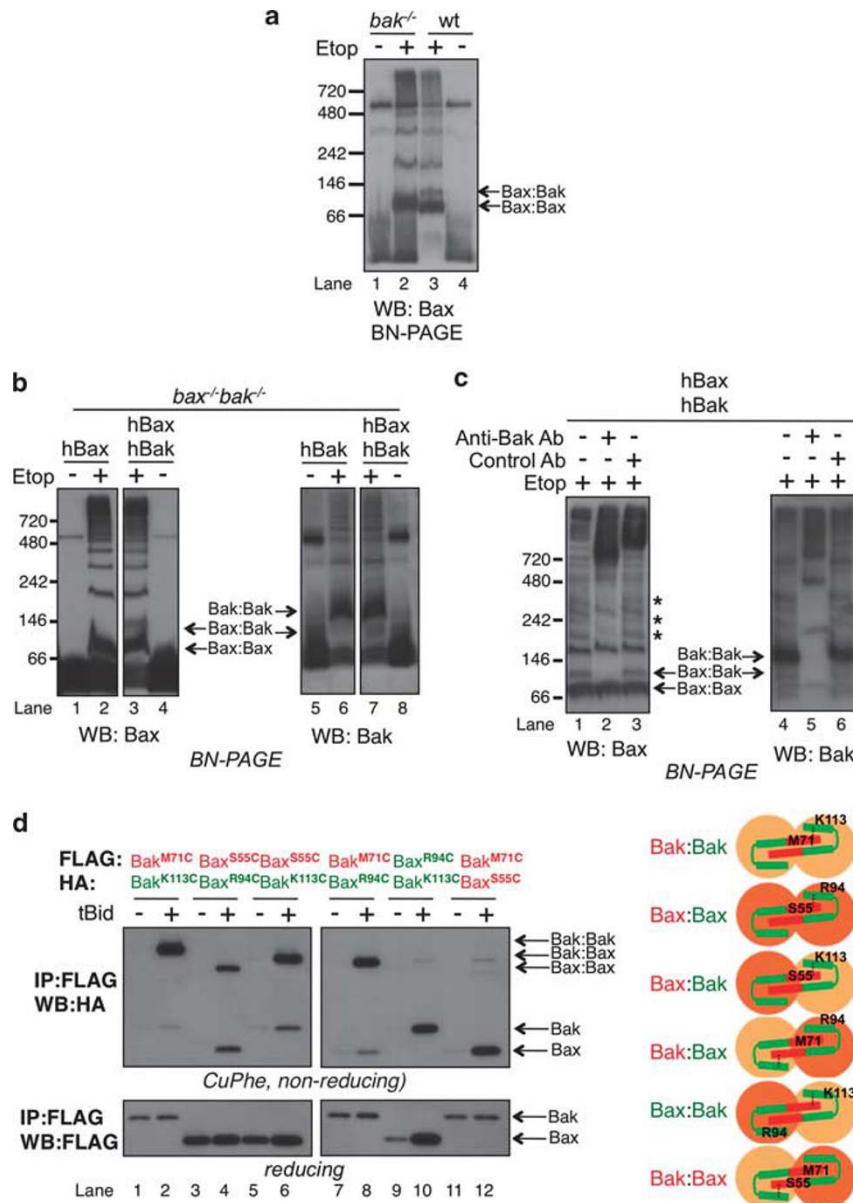 a
bak-/- wt
Etop - + + -
720
480
242
146
66
Bax:Bak
Bax:Bax
Lane 1 2 3 4
WB: Bax
BN-PAGE
b
bax-/-bak-/-
hBax hBax hBak
hBak hBax hBak
Etop - + + - - + + -
720
480
242
146
66
Bak:Bak
Bax:Bak
Bax:Bax
Lane 1 2 3 4 5 6 7 8
WB: Bax WB: Bak
BN-PAGE
c
hBax
hBak
Anti-Bak Ab - + - - + -
Control Ab - - + - - +
Etop + + + + + +
720
480
242
146
66
*
*
*
Bak:Bak
Bax:Bak
Bax:Bax
Lane 1 2 3 4 5 6
WB: Bax WB: Bak
BN-PAGE
d
FLAG: BakM71C BaxS55C BaxS55C BakM71C BaxR94C BakM71C
HA: BakK113C BaxR94C BakK113C BaxR94C BakK113C BaxS55C
tBid - + - + - + - + - + - +
IP:FLAG
WB:HA
Bak:Bak
Bax:Bak
Bax:Bax
Bak
Bax
CuPhe, non-reducing)
IP:FLAG
WB:FLAG
Bak
Bax
reducing
Lane 1 2 3 4 5 6 7 8 9 10 11 12
Bak:Bak M71 K113
Bax:Bax S55 R94
Bax:Bak S55 K113
Bak:Bax M71 R94
Bax:Bak R94 K113
Bak:Bax S55 M71